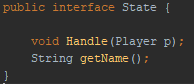 public interface State {
void Handle(Player p);
String getName();
}